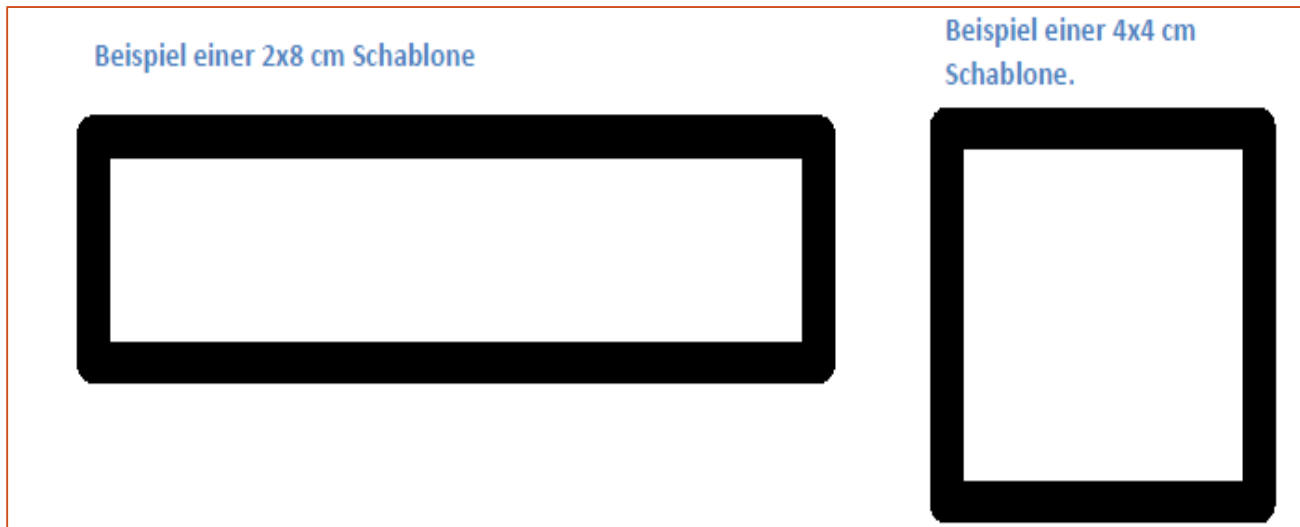 Beispiel einer 2x8 cm Schablone
Beispiel einer 4x4 cm
Schablone.